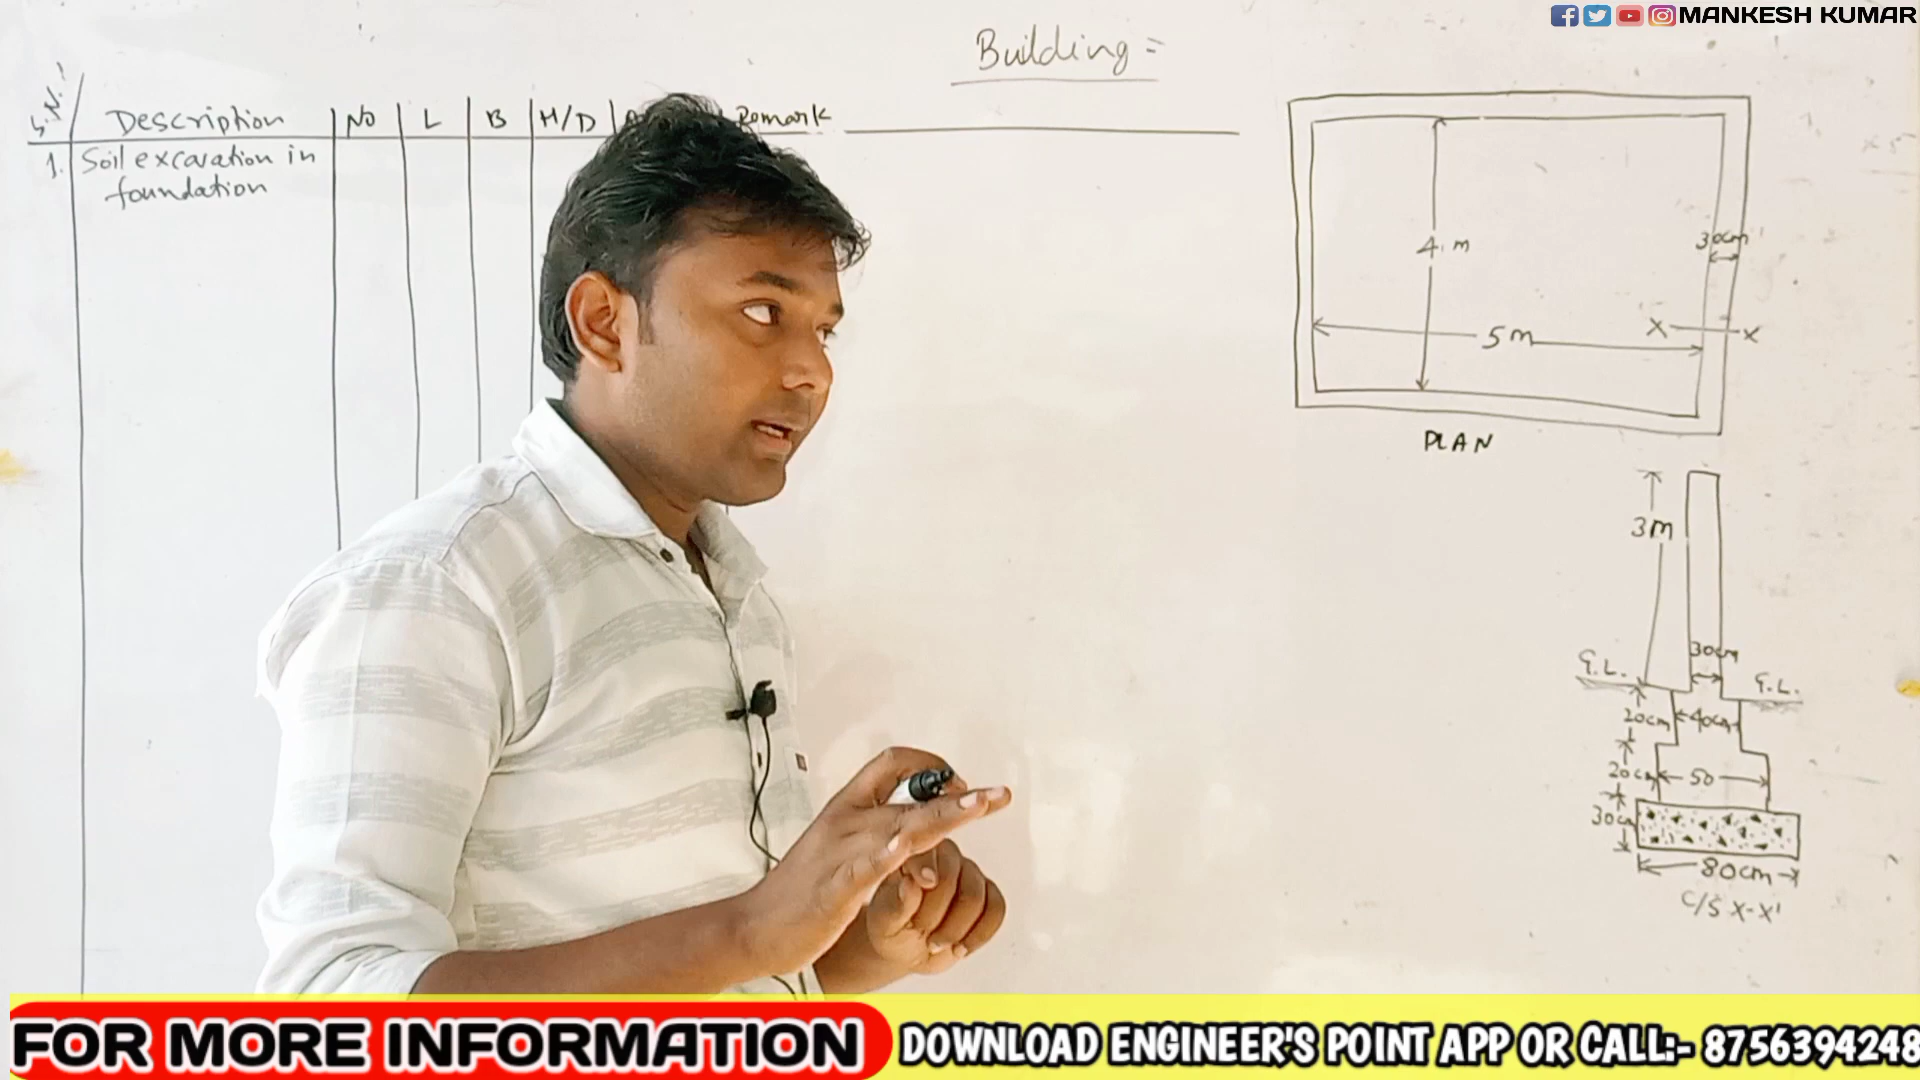 MANKESH KUMAR
Building =
S.N.
Description
No
L
B
H/D
Remark
1. Soil excavation in
foundation
4 m
30cm
5 m
X
X
PLAN
3m
30cm
G.L.
G.L.
20cm
40cm
20cm
50
30cm
80cm
C/S X-X'
FOR MORE INFORMATION
DOWNLOAD ENGINEER'S POINT APP OR CALL:- 8756394248